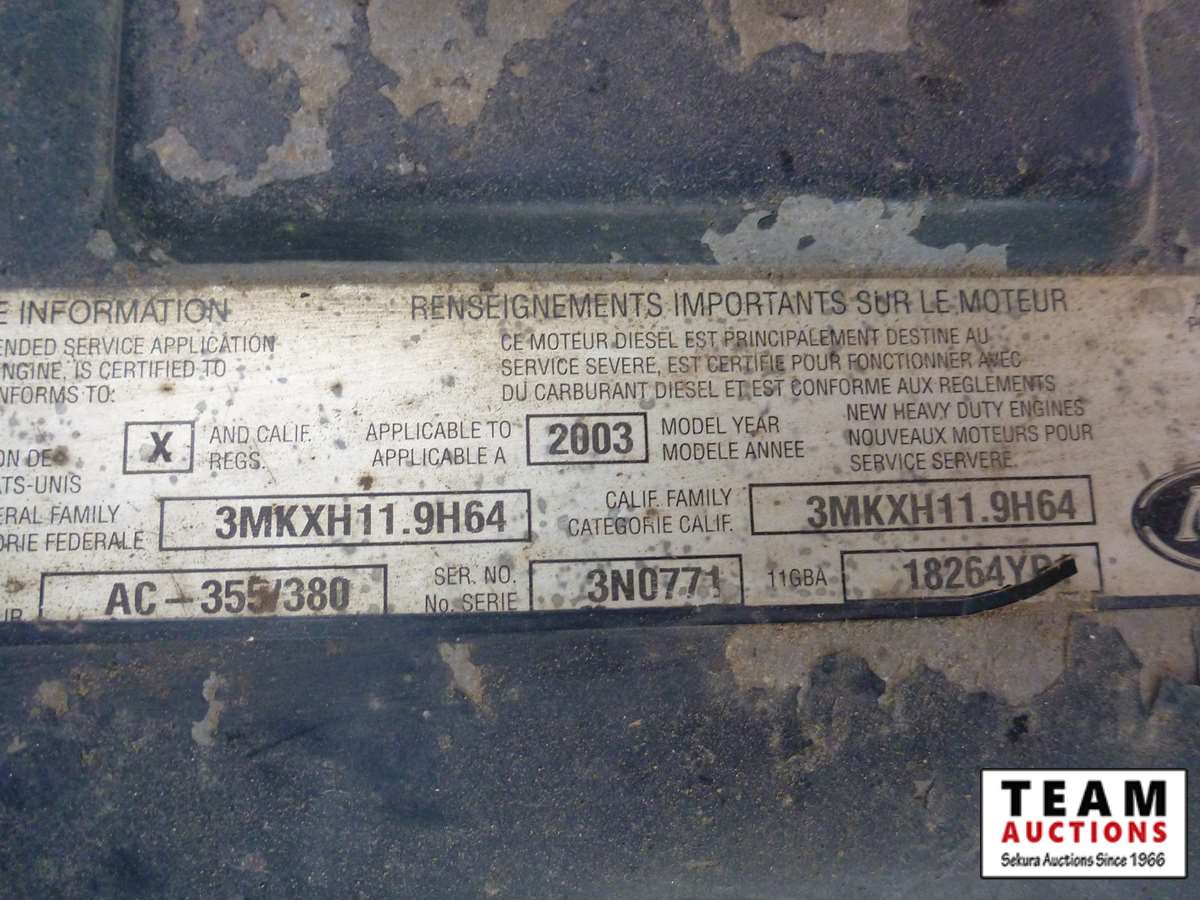 INFORMATION
RENSEIGNEMENTS IMPORTANTS SUR LE MOTEUR
ENDED SERVICE APPLICATION
ENGINE, IS CERTIFIED TO
NFORMS TO:
CE MOTEUR DIESEL EST PRINCIPALEMENT DESTINE AU
SERVICE SEVERE, EST CERTIFIE POUR FONCTIONNER AVEC
DU CARBURANT DIESEL ET EST CONFORME AUX REGLEMENTS
ON DE
ATS-UNIS
X
AND CALIF.
REGS.
APPLICABLE TO
APPLICABLE A
2003
MODEL YEAR
MODELE ANNEE
NEW HEAVY DUTY ENGINES
NOUVEAUX MOTEURS POUR
SERVICE SERVERE.
ERAL FAMILY
ORIE FEDERALE
3MKXH11.9H64
CALIF. FAMILY
CATEGORIE CALIF.
3MKXH11.9H64
AC-355/380
SER. NO.
No. SERIE
3N0771
11GBA
18264Y
TEAM
AUCTIONS
Sekura Auctions Since 1966